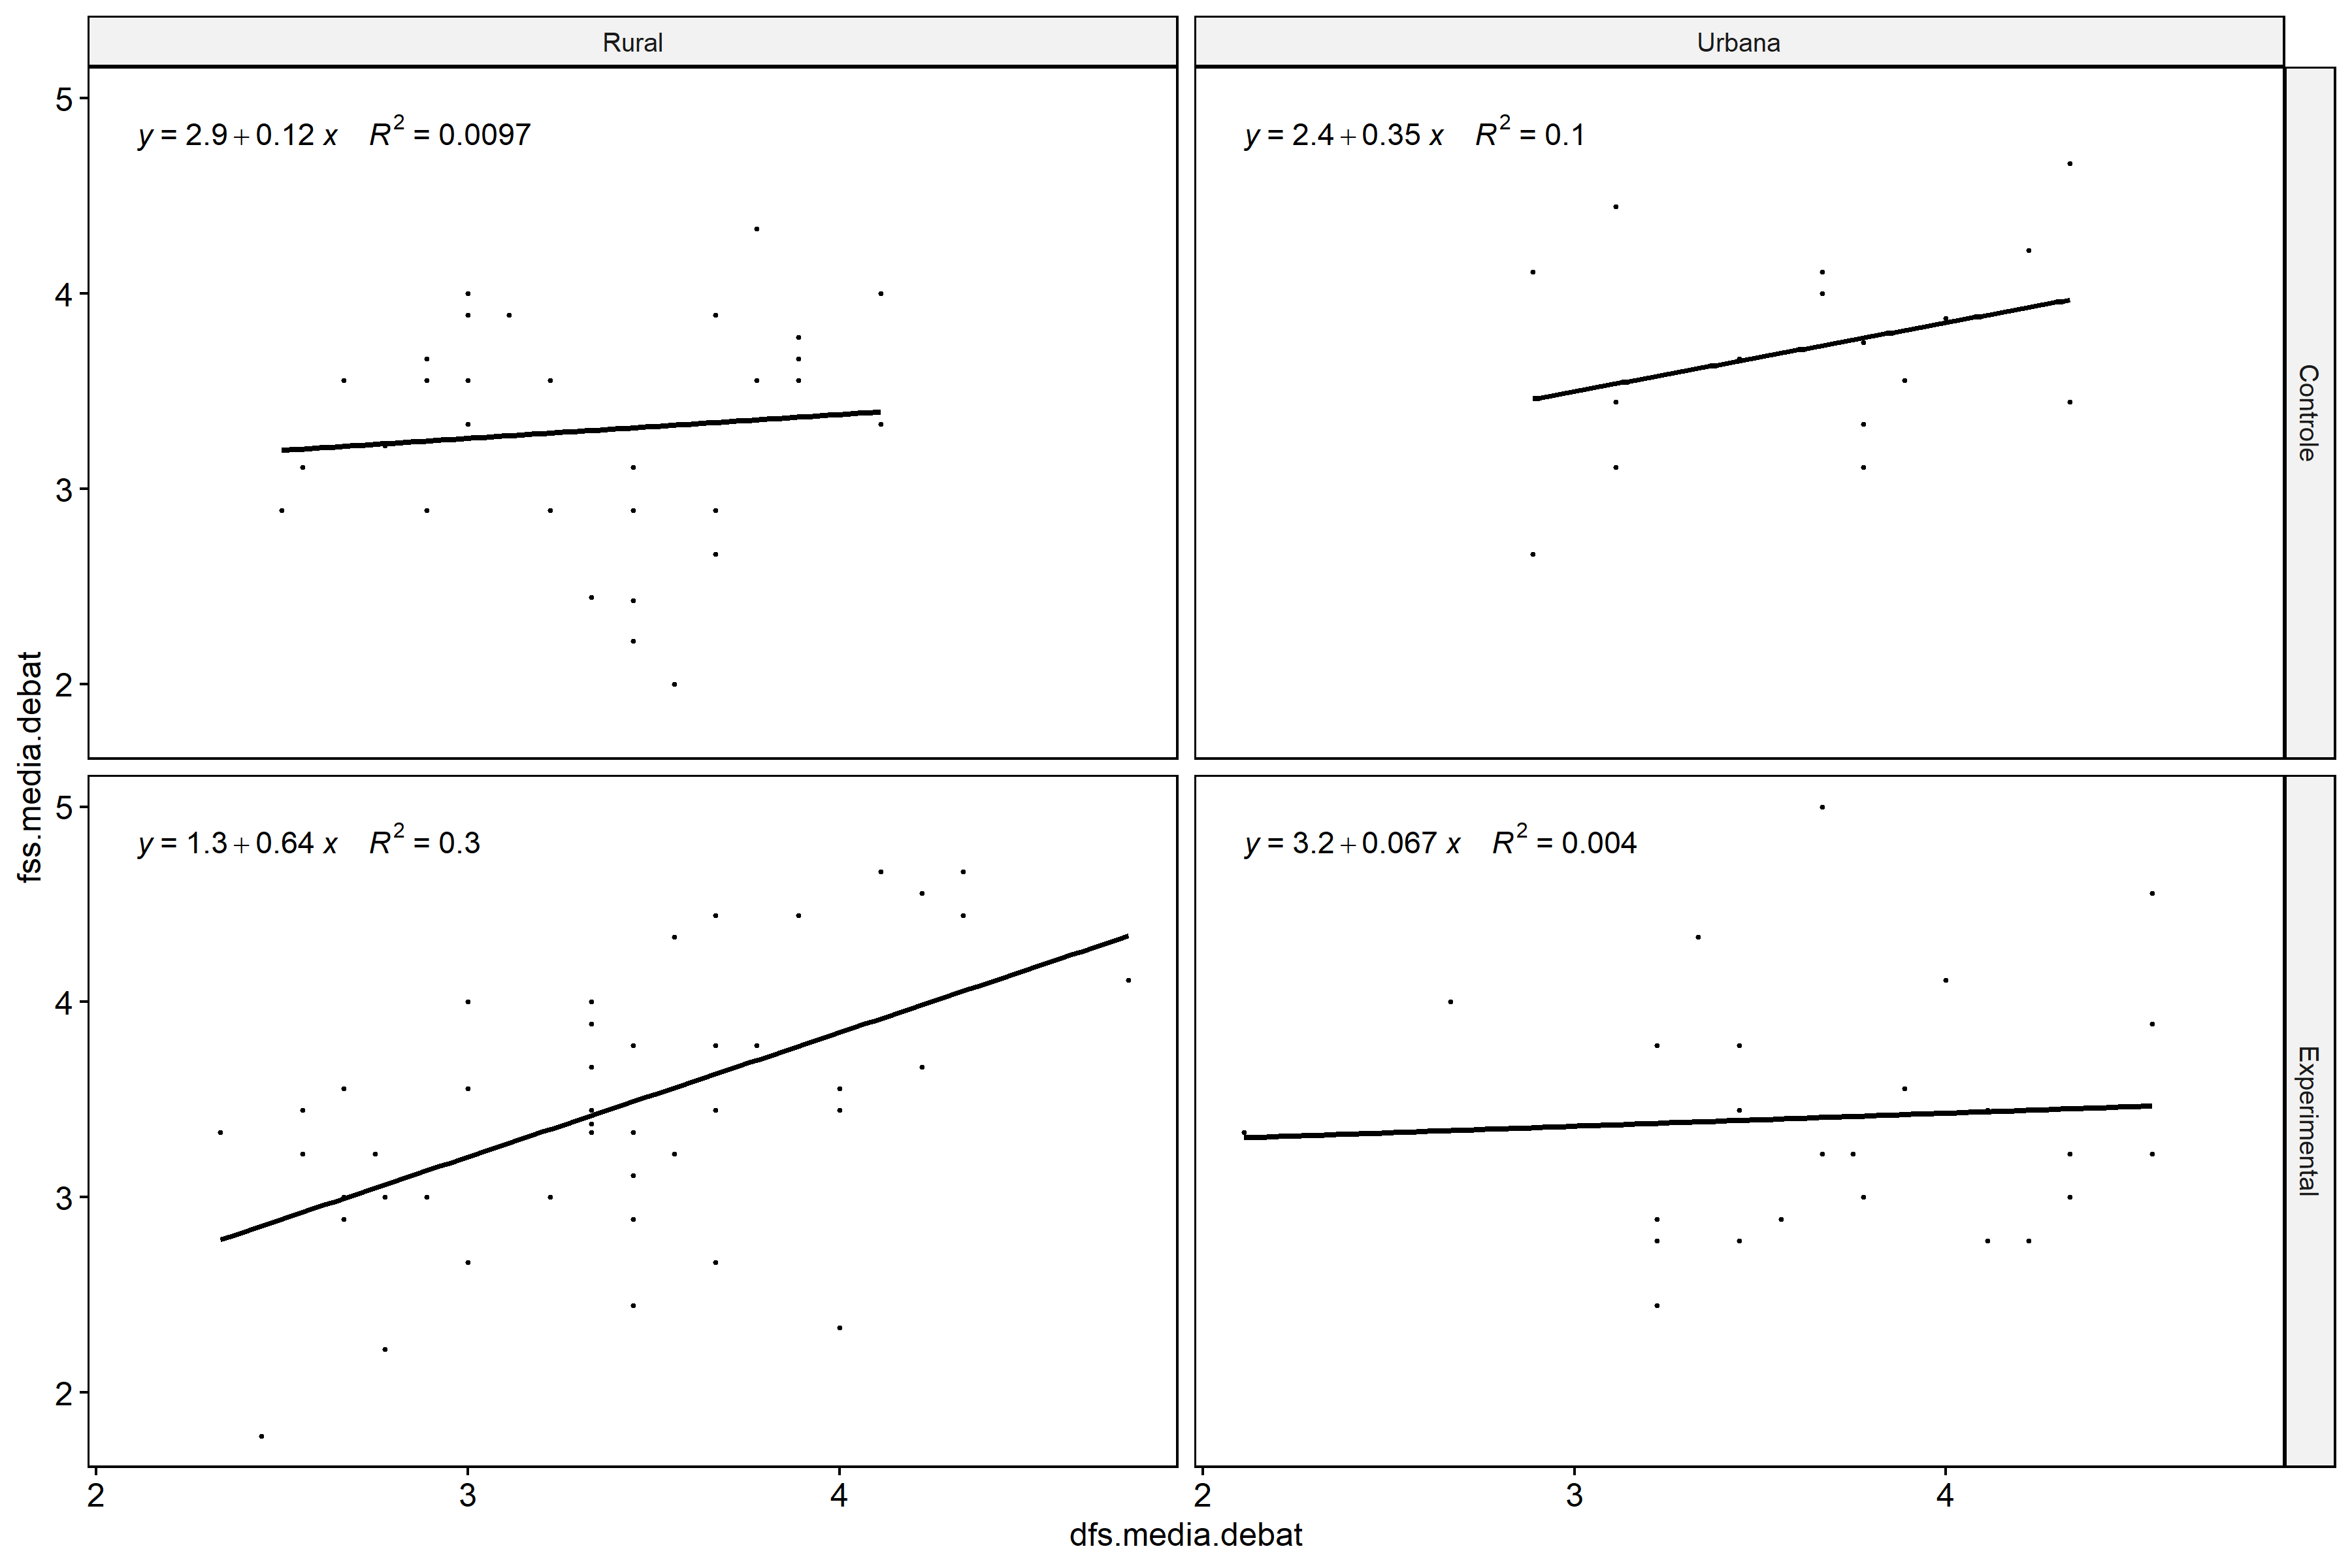 Rural
Urbana
5
y = 2.9 + 0.12 x R² = 0.0097
y = 2.4 + 0.35 x R² = 0.1
4
3
2
Controle
fss.media.debat
5
y = 1.3 + 0.64 x R² = 0.3
y = 3.2 + 0.067 x R² = 0.004
4
3
2
Experimental
2 3 4
2 3 4
dfs.media.debat